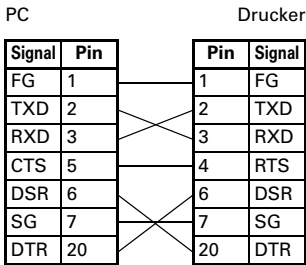 PC Drucker
Signal Pin Pin Signal
FG 1 1 FG
TXD 2 2 TXD
RXD 3 3 RXD
CTS 5 4 RTS
DSR 6 6 DSR
SG 7 7 SG
DTR 20 20 DTR